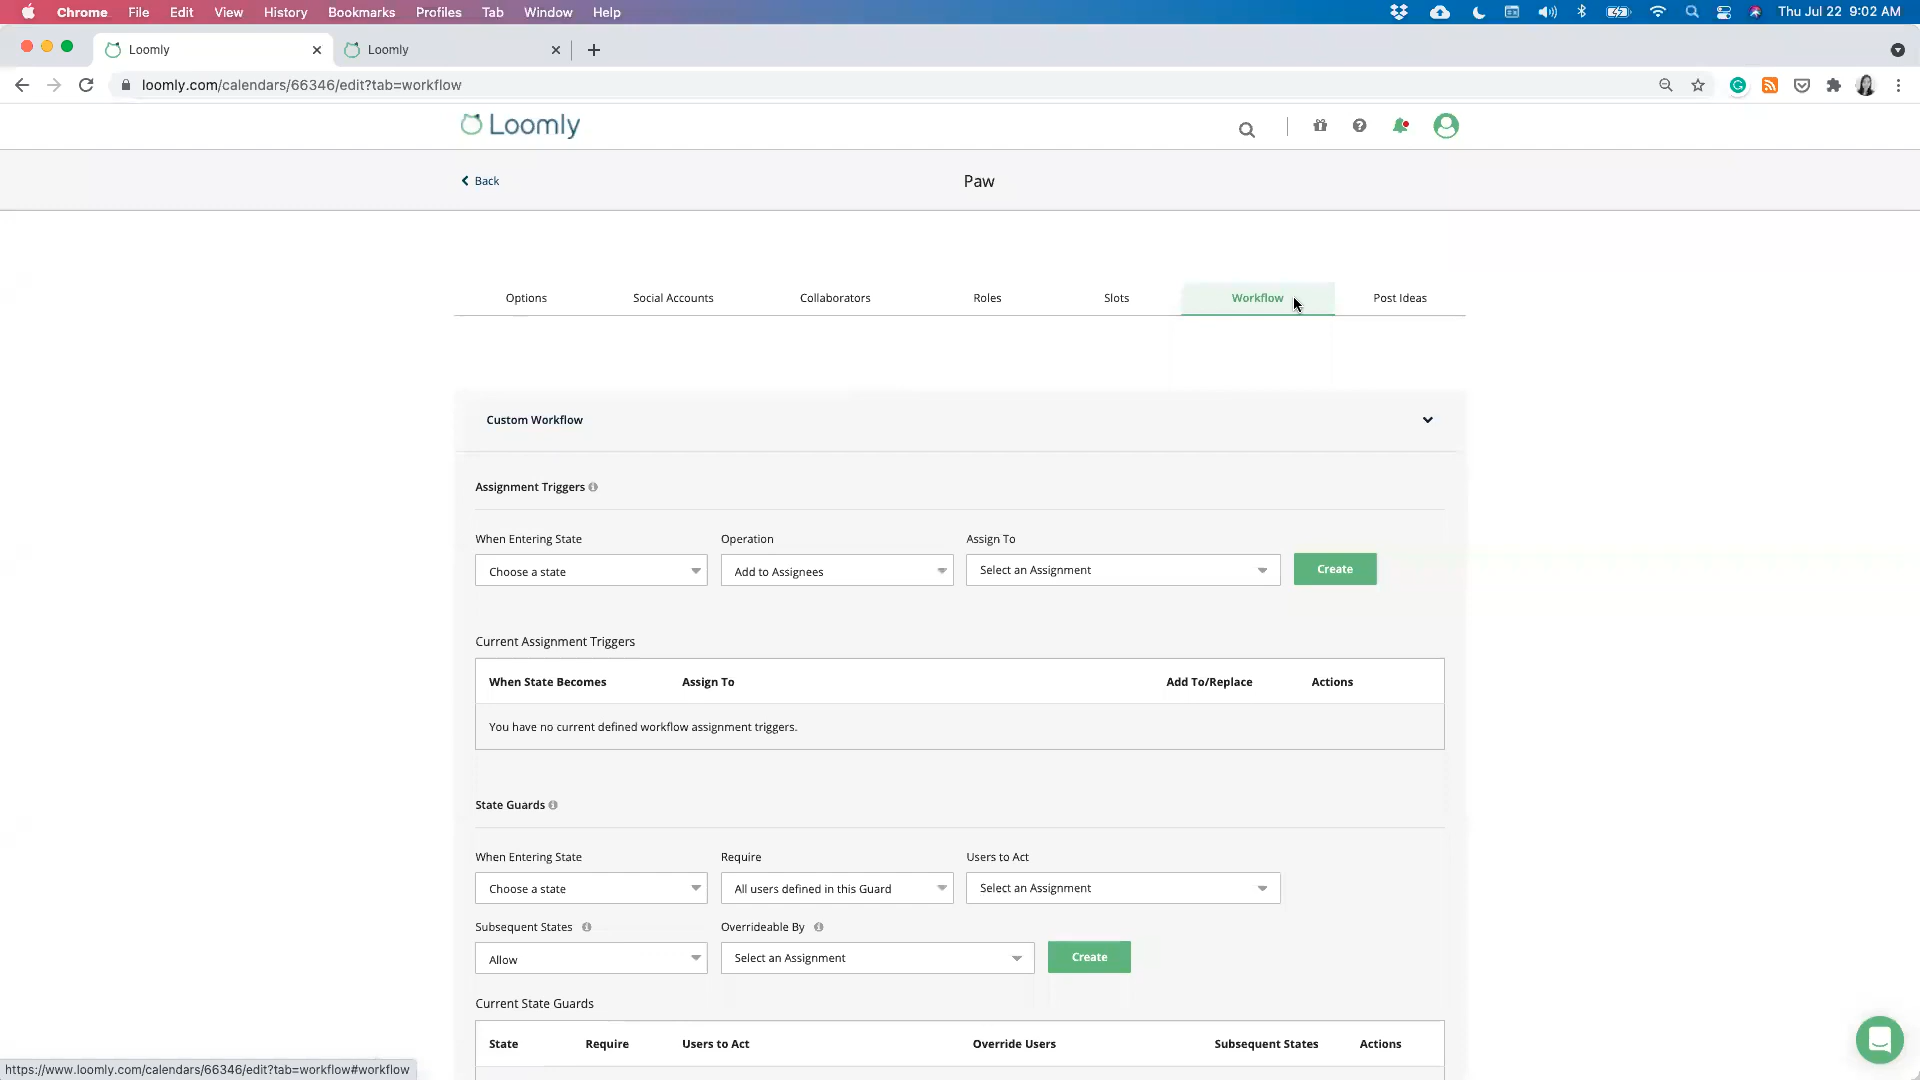 Chrome File Edit View History Bookmarks Profiles Tab Window Help Thu Jul 22 9:02 AM
Loomly Loomly
loomly.com/calendars/66346/edit?tab=workflow
Loomly
Back
Paw
Options Social Accounts Collaborators Roles Slots Workflow Post Ideas
Custom Workflow
Assignment Triggers
When Entering State Operation Assign To
Choose a state Add to Assignees Select an Assignment Create
Current Assignment Triggers
When State Becomes Assign To Add To/Replace Actions
You have no current defined workflow assignment triggers.
State Guards
When Entering State Require Users to Act
Choose a state All users defined in this Guard Select an Assignment
Subsequent States Overrideable By
Allow Select an Assignment Create
Current State Guards
State Require Users to Act Override Users Subsequent States Actions
https://www.loomly.com/calendars/66346/edit?tab=workflow#workflow